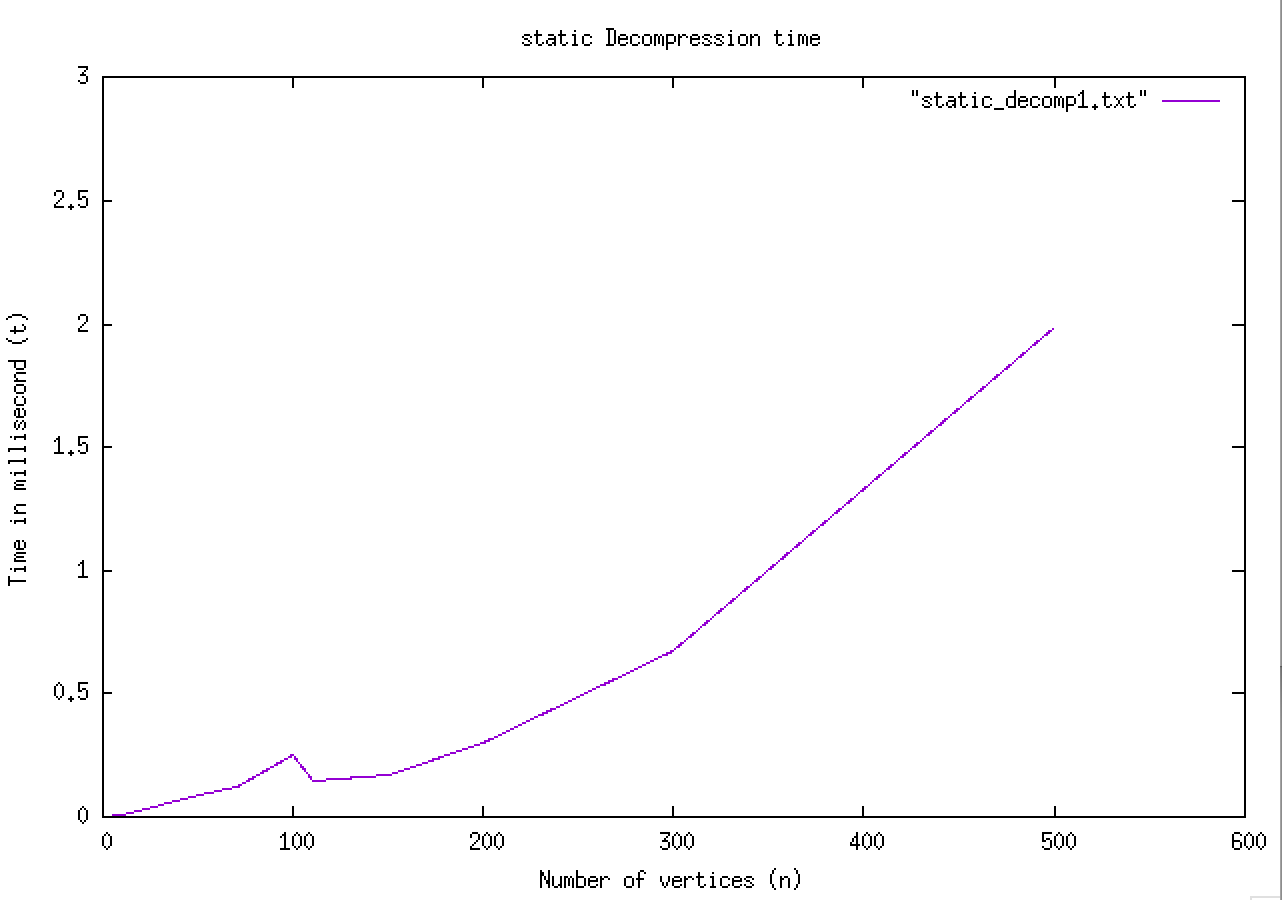 static Decompression time
"static_decomp1.txt"
3
2.5
2
1.5
1
0.5
0
Time in millisecond (t)
0 100 200 300 400 500 600
Number of vertices (n)